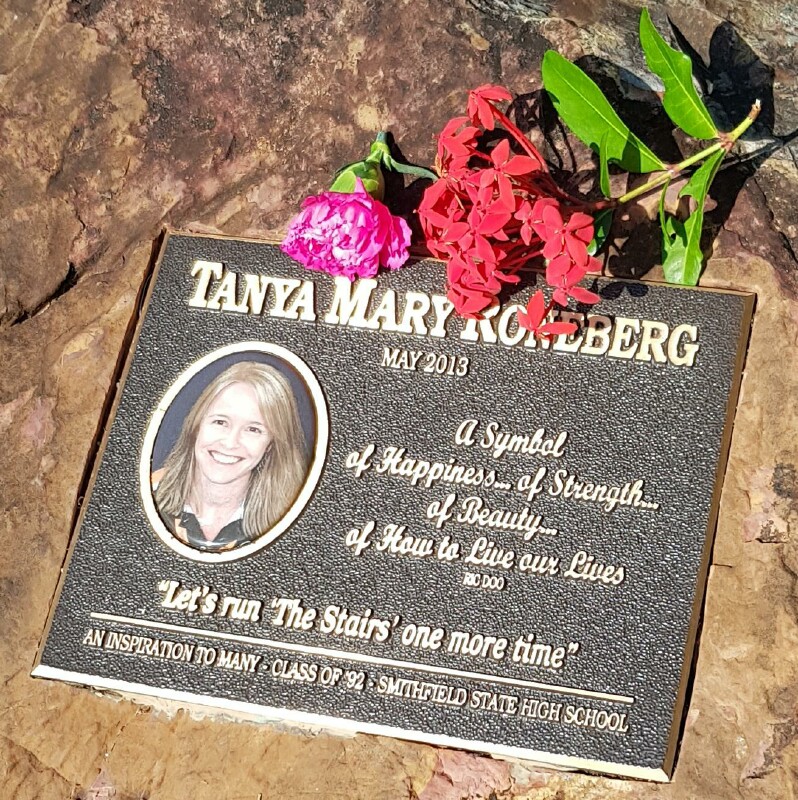 TANYA MARY KONEBERG
MAY 2013
A Symbol
of Happiness... of Strength...
of Beauty...
of How to Live our Lives
RIC DOO
"Let's run 'The Stairs' one more time"
AN INSPIRATION TO MANY - CLASS OF '92 - SMITHFIELD STATE HIGH SCHOOL